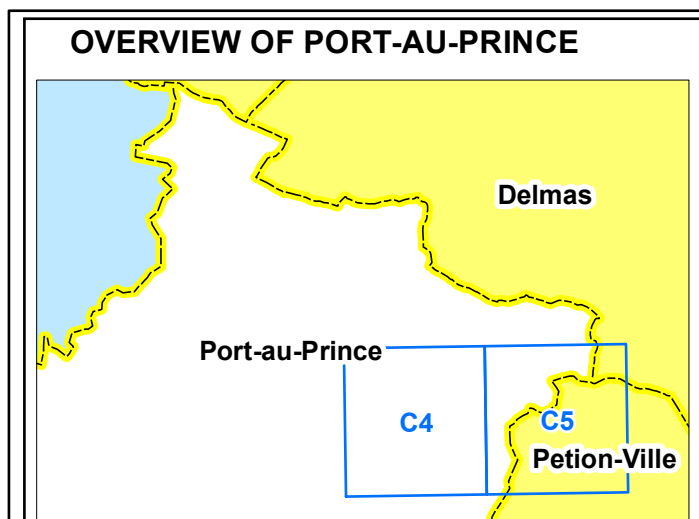 OVERVIEW OF PORT-AU-PRINCE
Delmas
Port-au-Prince
C4
C5
Petion-Ville